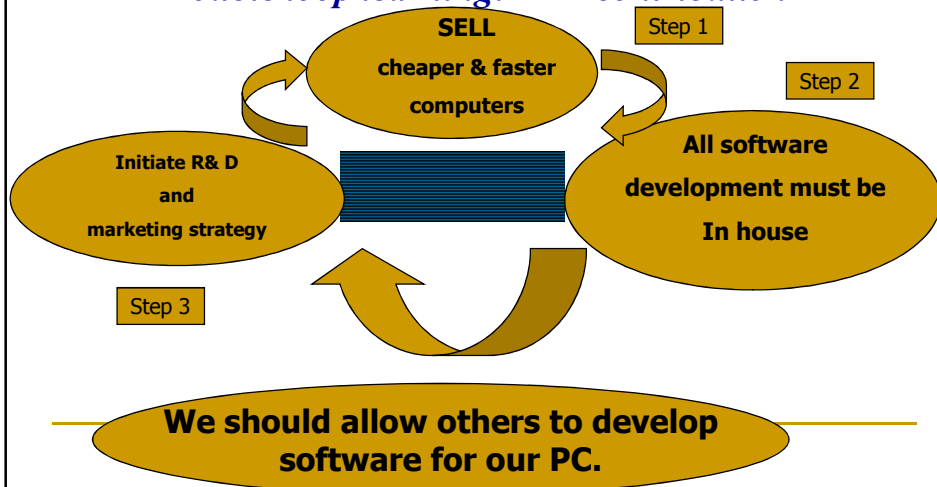 SELL
cheaper & faster
computers
Step 1
Step 2
All software
development must be
In house
Initiate R& D
and
marketing strategy
Step 3
We should allow others to develop
software for our PC.